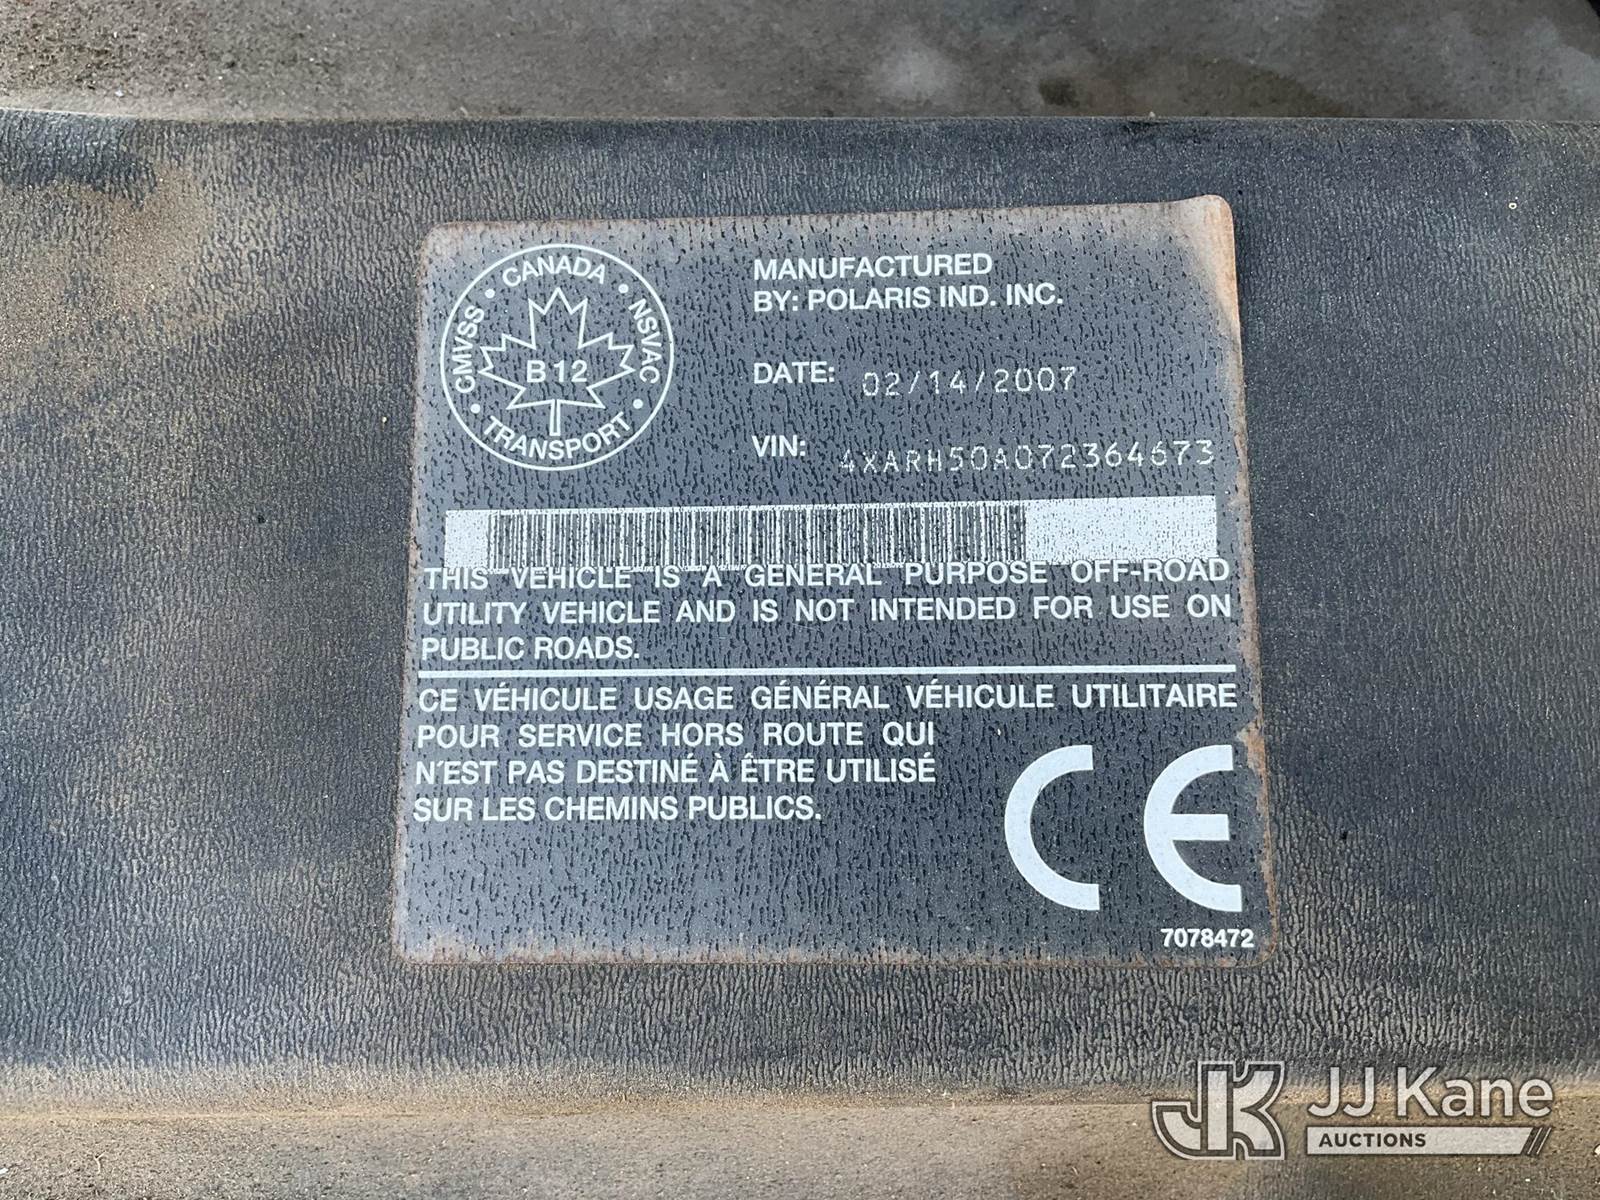 CANADA
CMVSS
NSVAC
B 12
TRANSPORT
MANUFACTURED
BY: POLARIS IND. INC.
DATE: 02/14/2007
VIN: 4XARH50A072364673
THIS VEHICLE IS A GENERAL PURPOSE OFF-ROAD
UTILITY VEHICLE AND IS NOT INTENDED FOR USE ON
PUBLIC ROADS.
CE VÉHICULE USAGE GÉNÉRAL VÉHICULE UTILITAIRE
POUR SERVICE HORS ROUTE QUI
N'EST PAS DESTINÉ À ÊTRE UTILISÉ
SUR LES CHEMINS PUBLICS.
CE
7078472
JK JJ Kane
AUCTIONS